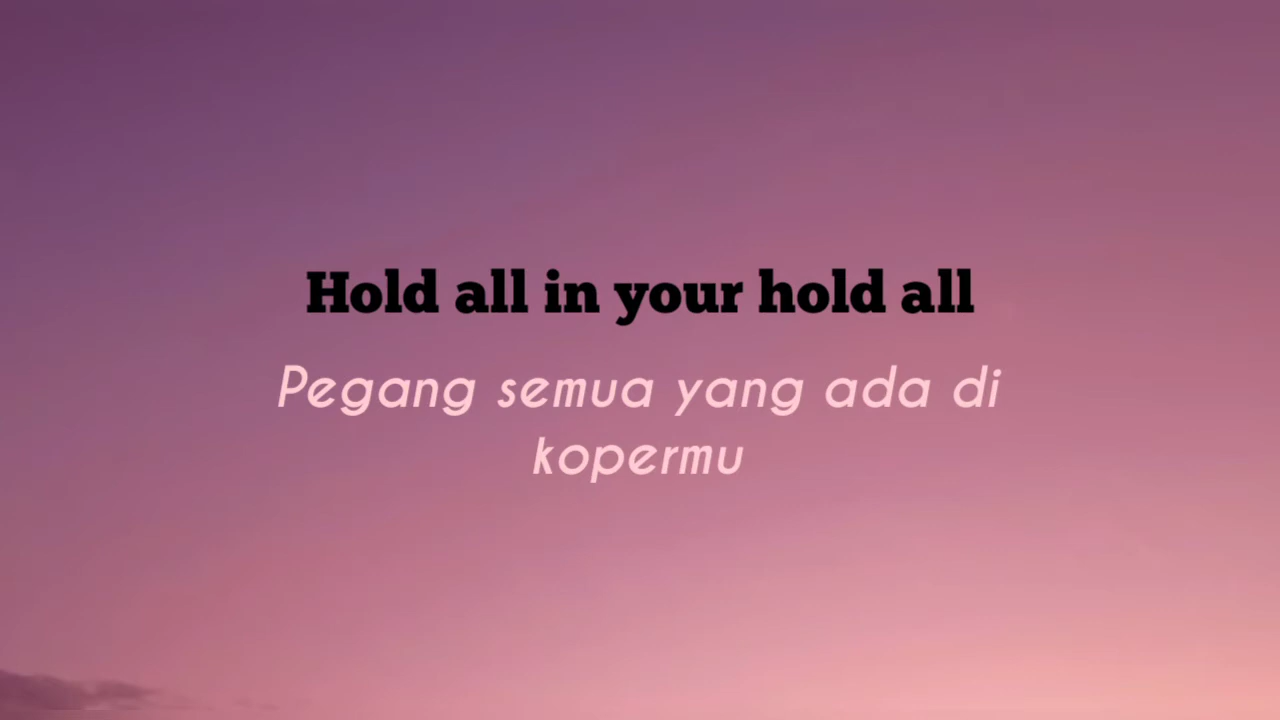 Hold all in your hold all
Pegang semua yang ada di
kopermu